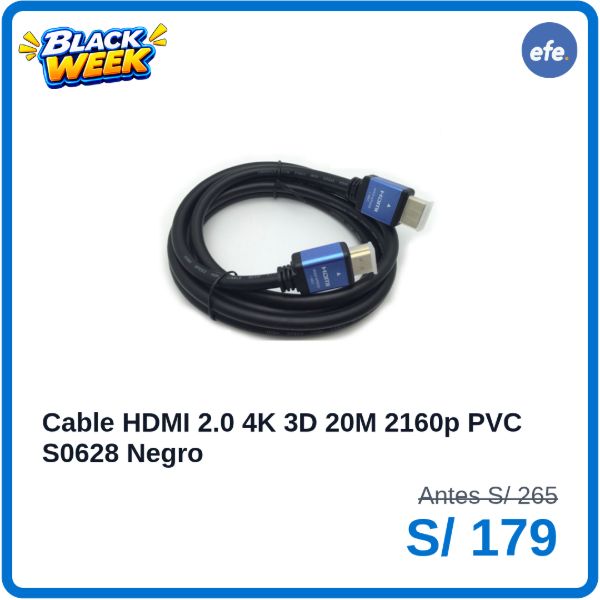 BLACK
WEEK
efe.
Cable HDMI 2.0 4K 3D 20M 2160p PVC
S0628 Negro
Antes S/ 265
S/ 179